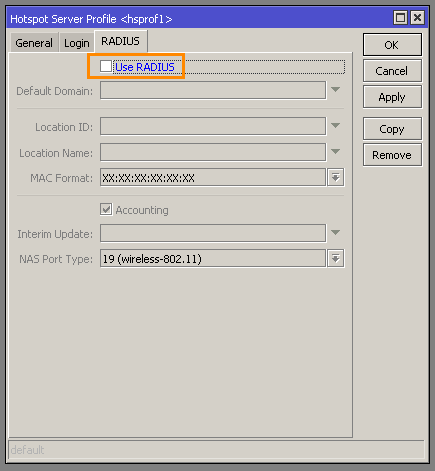 Hotspot Server Profile <hsprof1>
General Login RADIUS
OK
Use RADIUS
Cancel
Default Domain:
Apply
Location ID:
Copy
Location Name:
Remove
MAC Format: XX:XX:XX:XX:XX:XX
Accounting
Interim Update:
NAS Port Type: 19 (wireless-802.11)
default